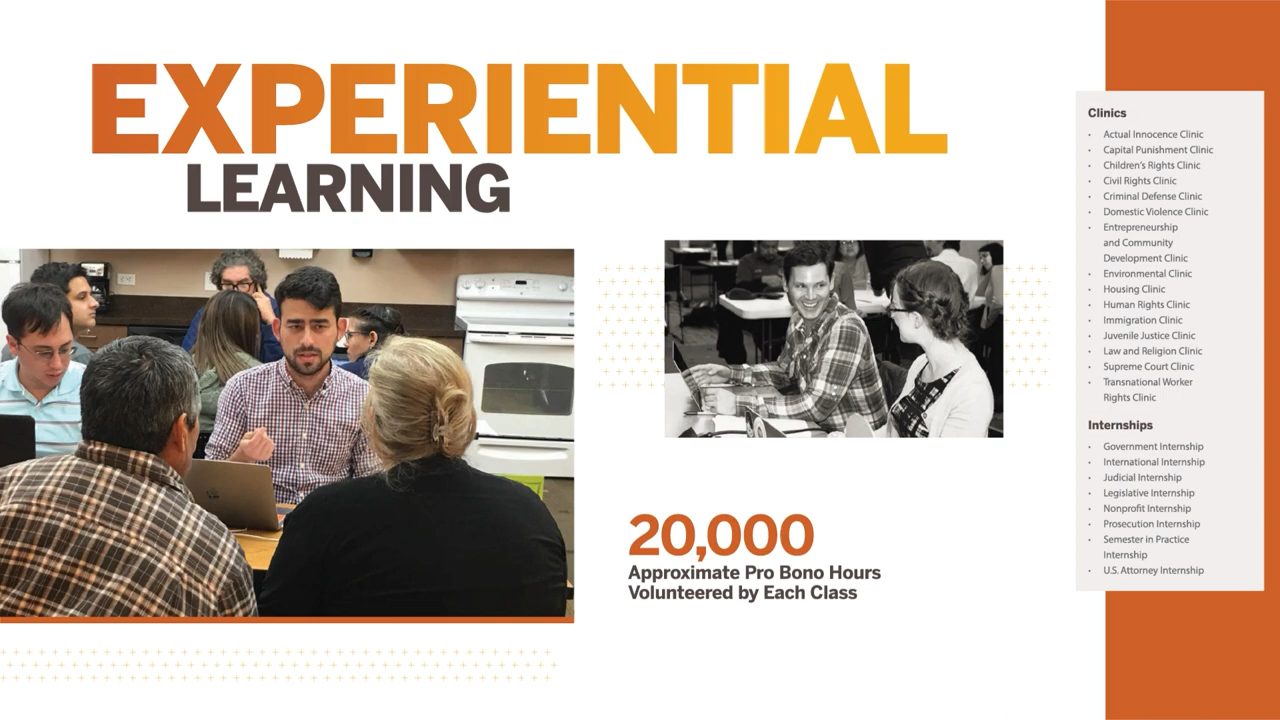 EXPERIENTIAL
LEARNING
20,000
Approximate Pro Bono Hours
Volunteered by Each Class
Clinics
• Actual Innocence Clinic
• Capital Punishment Clinic
• Children's Rights Clinic
• Civil Rights Clinic
• Criminal Defense Clinic
• Domestic Violence Clinic
• Entrepreneurship
and Community
Development Clinic
• Environmental Clinic
• Housing Clinic
• Human Rights Clinic
• Immigration Clinic
• Juvenile Justice Clinic
• Law and Religion Clinic
• Supreme Court Clinic
• Transnational Worker
Rights Clinic
Internships
• Government Internship
• International Internship
• Judicial Internship
• Legislative Internship
• Nonprofit Internship
• Prosecution Internship
• Semester in Practice
Internship
• U.S. Attorney Internship